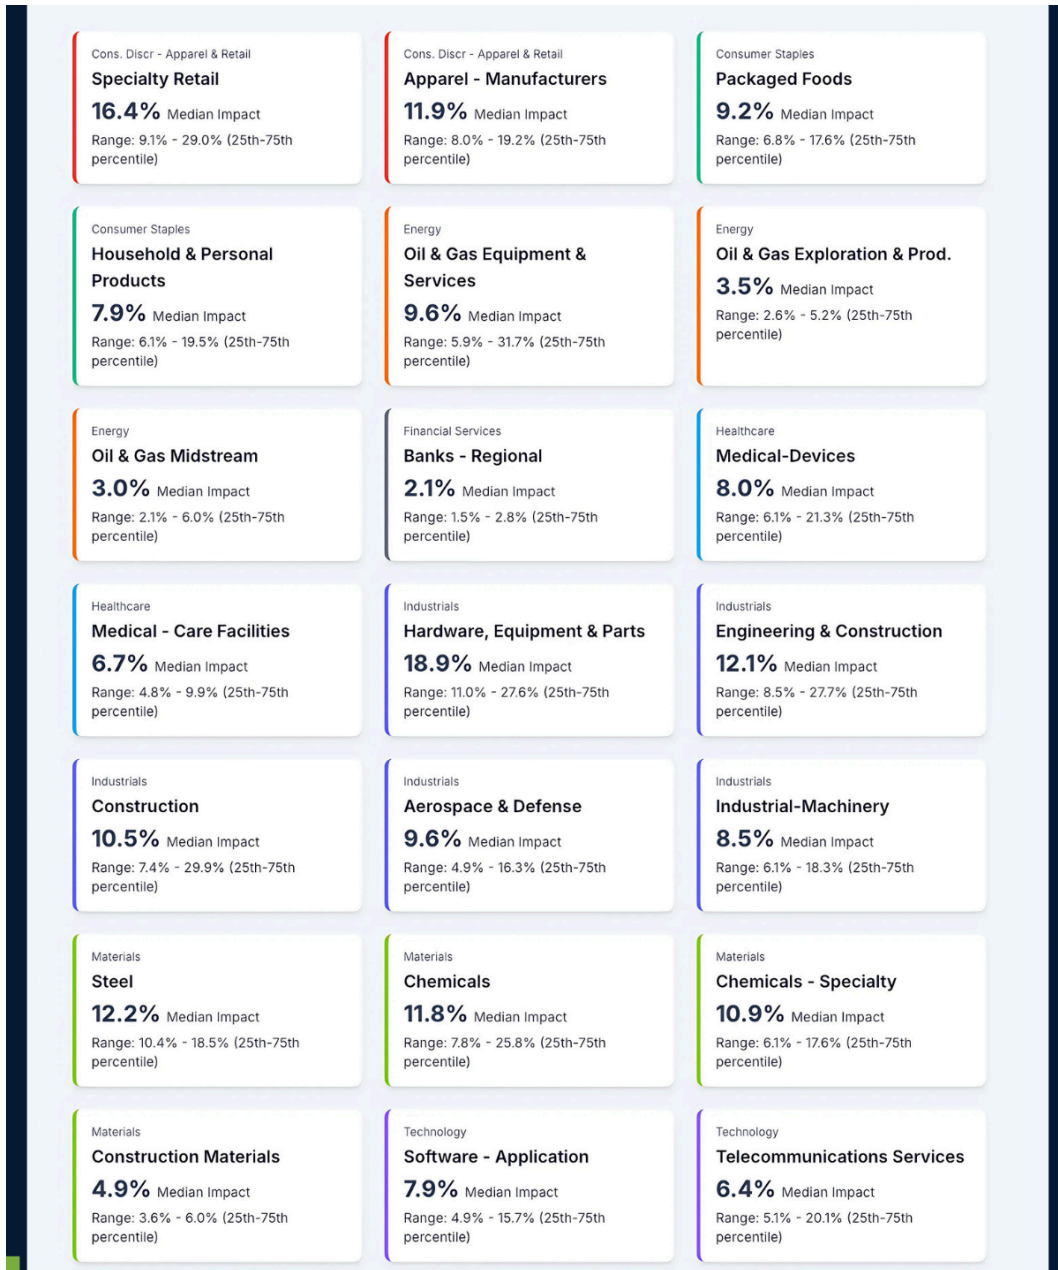 Cons. Discr - Apparel & Retail
Specialty Retail
16.4% Median Impact
Range: 9.1% - 29.0% (25th-75th
percentile)
Cons. Discr - Apparel & Retail
Apparel - Manufacturers
11.9% Median Impact
Range: 8.0% - 19.2% (25th-75th
percentile)
Consumer Staples
Packaged Foods
9.2% Median Impact
Range: 6.8% - 17.6% (25th-75th
percentile)
Consumer Staples
Household & Personal
Products
7.9% Median Impact
Range: 6.1% - 19.5% (25th-75th
percentile)
Energy
Oil & Gas Equipment &
Services
9.6% Median Impact
Range: 5.9% - 31.7% (25th-75th
percentile)
Energy
Oil & Gas Exploration & Prod.
3.5% Median Impact
Range: 2.6% - 5.2% (25th-75th
percentile)
Energy
Oil & Gas Midstream
3.0% Median Impact
Range: 2.1% - 6.0% (25th-75th
percentile)
Financial Services
Banks - Regional
2.1% Median Impact
Range: 1.5% - 2.8% (25th-75th
percentile)
Healthcare
Medical-Devices
8.0% Median Impact
Range: 6.1% - 21.3% (25th-75th
percentile)
Healthcare
Medical - Care Facilities
6.7% Median Impact
Range: 4.8% - 9.9% (25th-75th
percentile)
Industrials
Hardware, Equipment & Parts
18.9% Median Impact
Range: 11.0% - 27.6% (25th-75th
percentile)
Industrials
Engineering & Construction
12.1% Median Impact
Range: 8.5% - 27.7% (25th-75th
percentile)
Industrials
Construction
10.5% Median Impact
Range: 7.4% - 29.9% (25th-75th
percentile)
Industrials
Aerospace & Defense
9.6% Median Impact
Range: 4.9% - 16.3% (25th-75th
percentile)
Industrials
Industrial-Machinery
8.5% Median Impact
Range: 6.1% - 18.3% (25th-75th
percentile)
Materials
Steel
12.2% Median Impact
Range: 10.4% - 18.5% (25th-75th
percentile)
Materials
Chemicals
11.8% Median Impact
Range: 7.8% - 25.8% (25th-75th
percentile)
Materials
Chemicals - Specialty
10.9% Median Impact
Range: 6.1% - 17.6% (25th-75th
percentile)
Materials
Construction Materials
4.9% Median Impact
Range: 3.6% - 6.0% (25th-75th
percentile)
Technology
Software - Application
7.9% Median Impact
Range: 4.9% - 15.7% (25th-75th
percentile)
Technology
Telecommunications Services
6.4% Median Impact
Range: 5.1% - 20.1% (25th-75th
percentile)